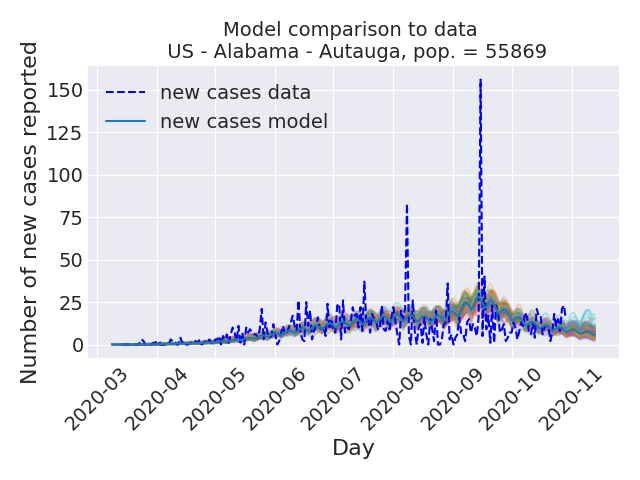 Model comparison to data
US - Alabama - Autauga, pop. = 55869
new cases data
new cases model
Number of new cases reported
150
125
100
75
50
25
0
2020-03
2020-04
2020-05
2020-06
2020-07
2020-08
2020-09
2020-10
2020-11
Day